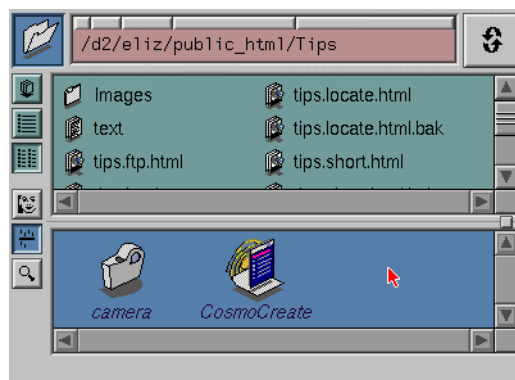 /d2/eliz/public_html/Tips
Images tips.locate.html
text tips.locate.html.bak
tips.ftp.html tips.short.html
camera CosmoCreate